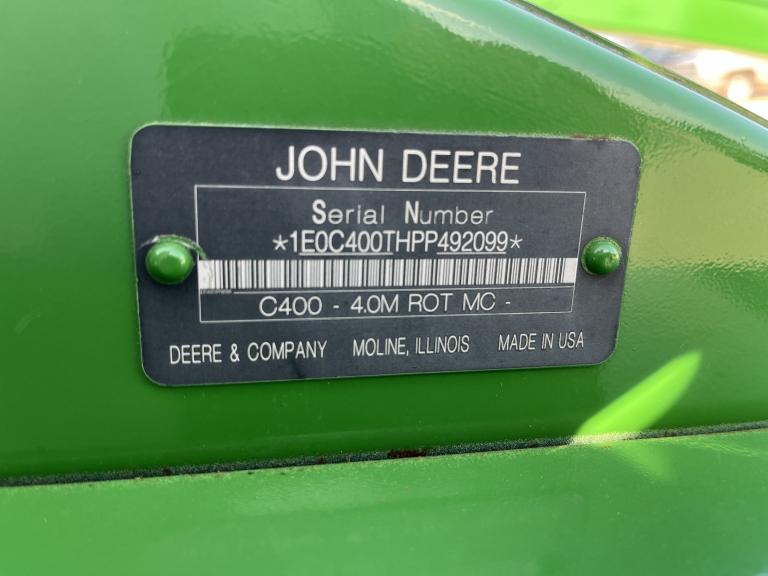 JOHN DEERE
Serial Number
*1E0C400THPP492099*
C400 - 4.0M ROT MC -
DEERE & COMPANY MOLINE, ILLINOIS MADE IN USA